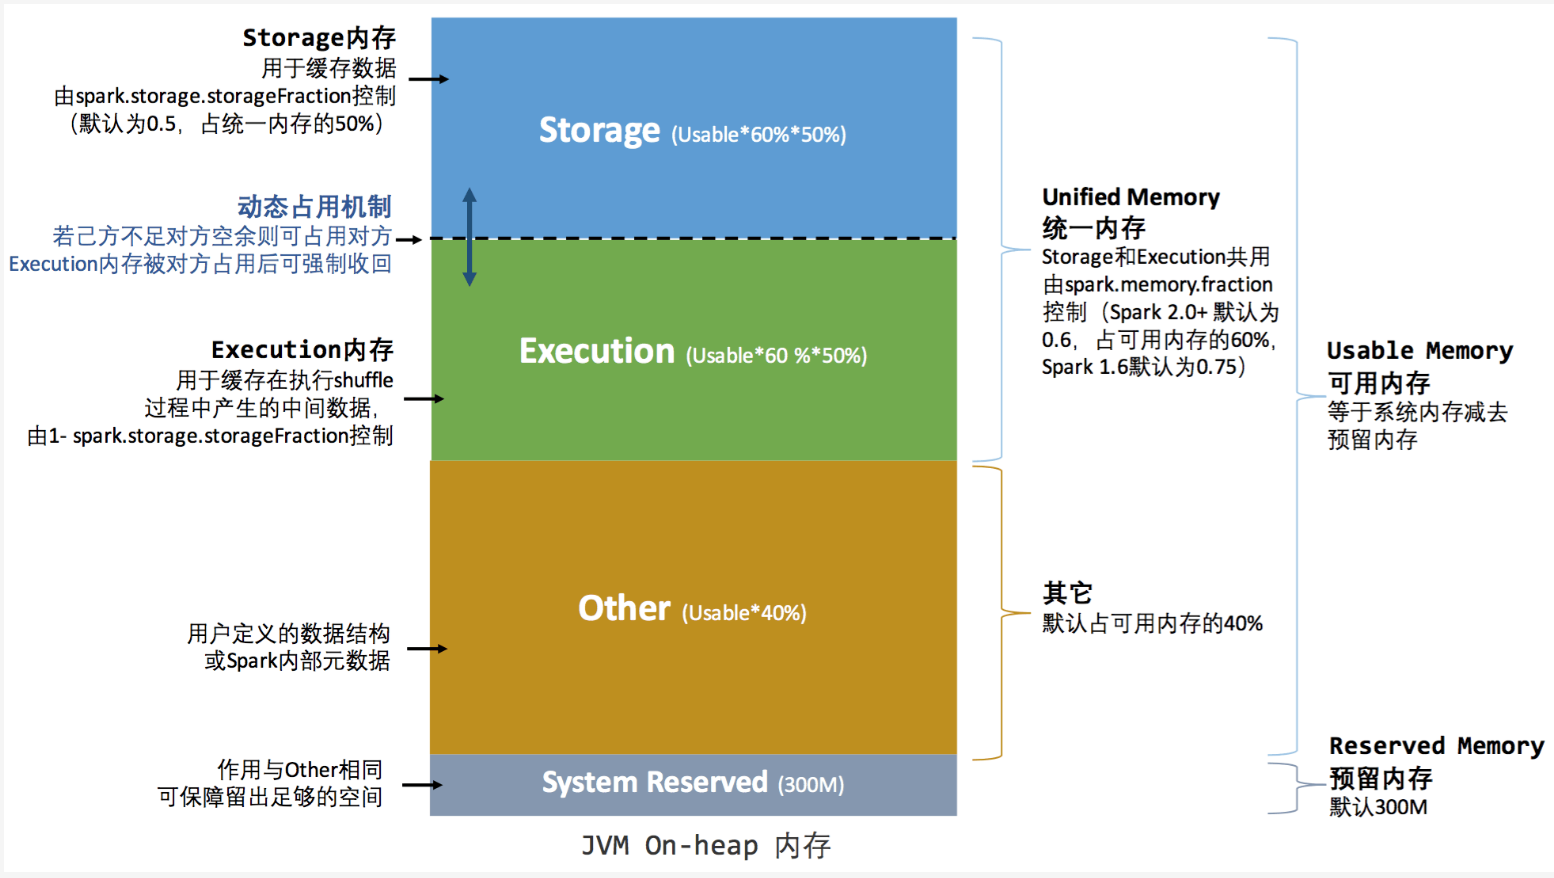 Storage内存
用于缓存数据
由spark.storage.storageFraction控制
（默认为0.5，占统一内存的50%）
动态占用机制
若己方不足对方空余则可占用对方
Execution内存被对方占用后可强制收回
Execution内存
用于缓存在执行shuffle
过程中产生的中间数据，
由1- spark.storage.storageFraction控制
用户定义的数据结构
或Spark内部元数据
作用与Other相同
可保障留出足够的空间
Storage (Usable*60%*50%)
Execution (Usable*60 %*50%)
Other (Usable*40%)
System Reserved (300M)
JVM On-heap 内存
Unified Memory
统一内存
Storage和Execution共用
由spark.memory.fraction
控制（Spark 2.0+ 默认为
0.6，占可用内存的60%，
Spark 1.6默认为0.75）
其它
默认占可用内存的40%
Usable Memory
可用内存
等于系统内存减去
预留内存
Reserved Memory
预留内存
默认300M